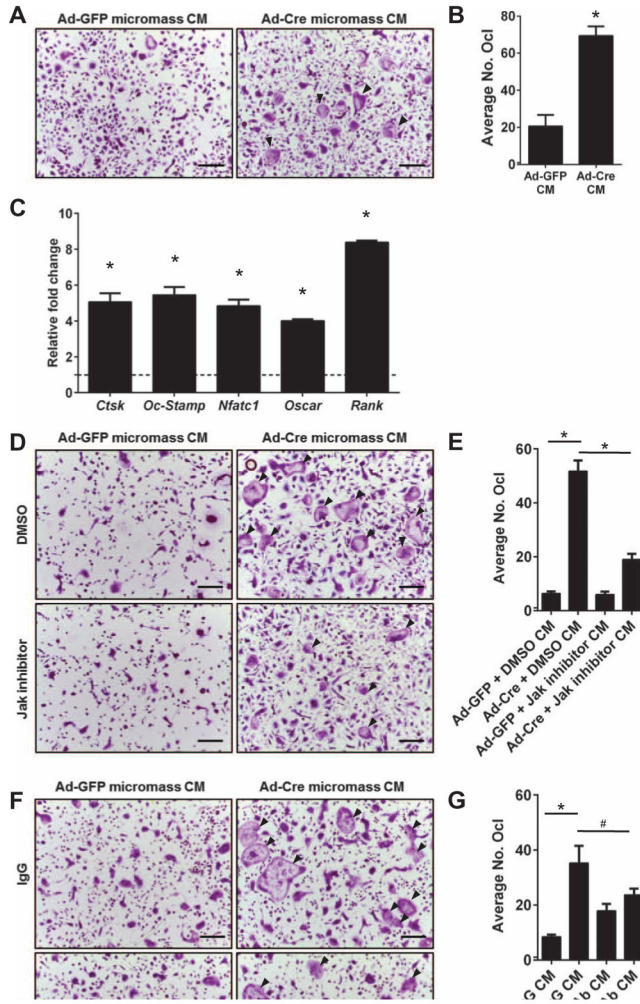 A
Ad-GFP micromass CM
Ad-Cre micromass CM
B
Average No. Ocl
80
60
40
20
0
*
Ad-GFP
CM
Ad-Cre
CM
C
Relative fold change
10
8
6
4
2
0
*
*
*
*
*
Ctsk
Oc-Stamp
Nfatc1
Oscar
Rank
D
Ad-GFP micromass CM
Ad-Cre micromass CM
DMSO
Jak inhibitor
E
Average No. Ocl
60
40
20
0
*
*
Ad-GFP + DMSO CM
Ad-Cre + DMSO CM
Ad-GFP + Jak inhibitor CM
Ad-Cre + Jak inhibitor CM
F
Ad-GFP micromass CM
Ad-Cre micromass CM
IgG
G
Average No. Ocl
60
40
20
0
*
#
G CM
G CM
b CM
b CM